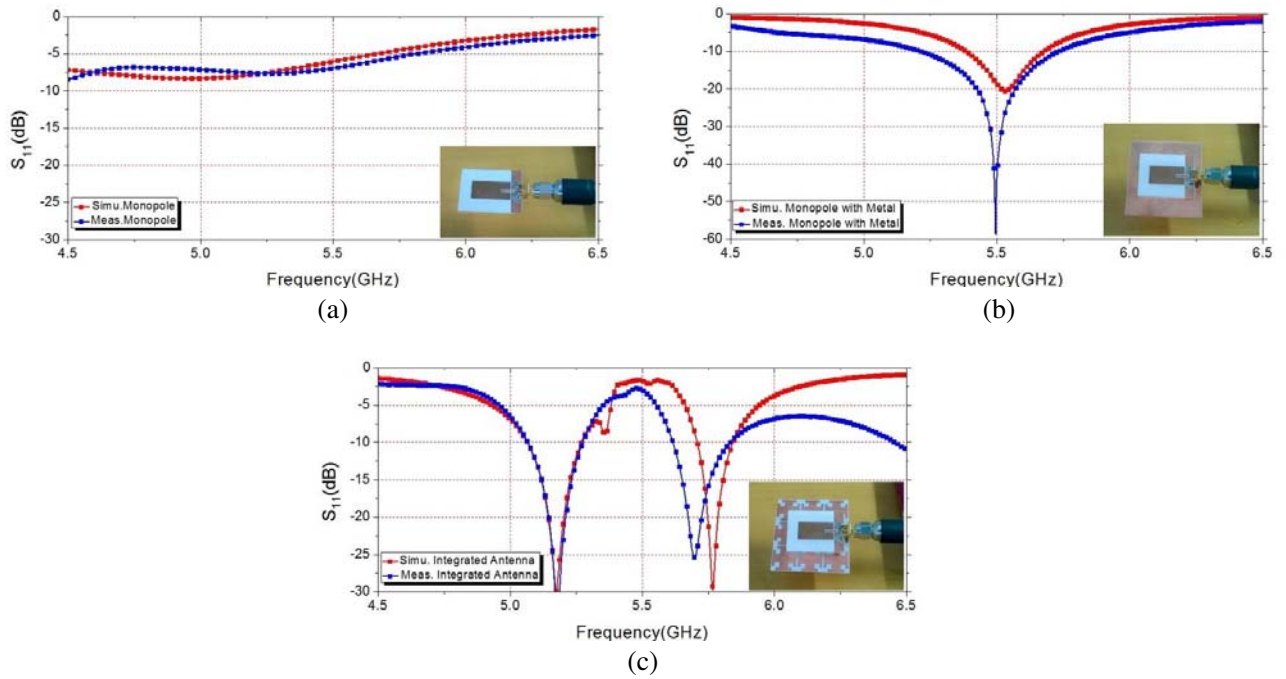 0
-5
-10
-15
-20
-25
-30
S11(dB)
Simu.Monopole
Meas.Monopole
4.5 5.0 5.5 6.0 6.5
Frequency(GHz)
(a)
0
-10
-20
-30
-40
-50
-60
S11(dB)
Simu. Monopole with Metal
Meas. Monopole with Metal
4.5 5.0 5.5 6.0 6.5
Frequency(GHz)
(b)
0
-5
-10
-15
-20
-25
-30
S11(dB)
Simu. Integrated Antenna
Meas. Integrated Antenna
4.5 5.0 5.5 6.0 6.5
Frequency(GHz)
(c)